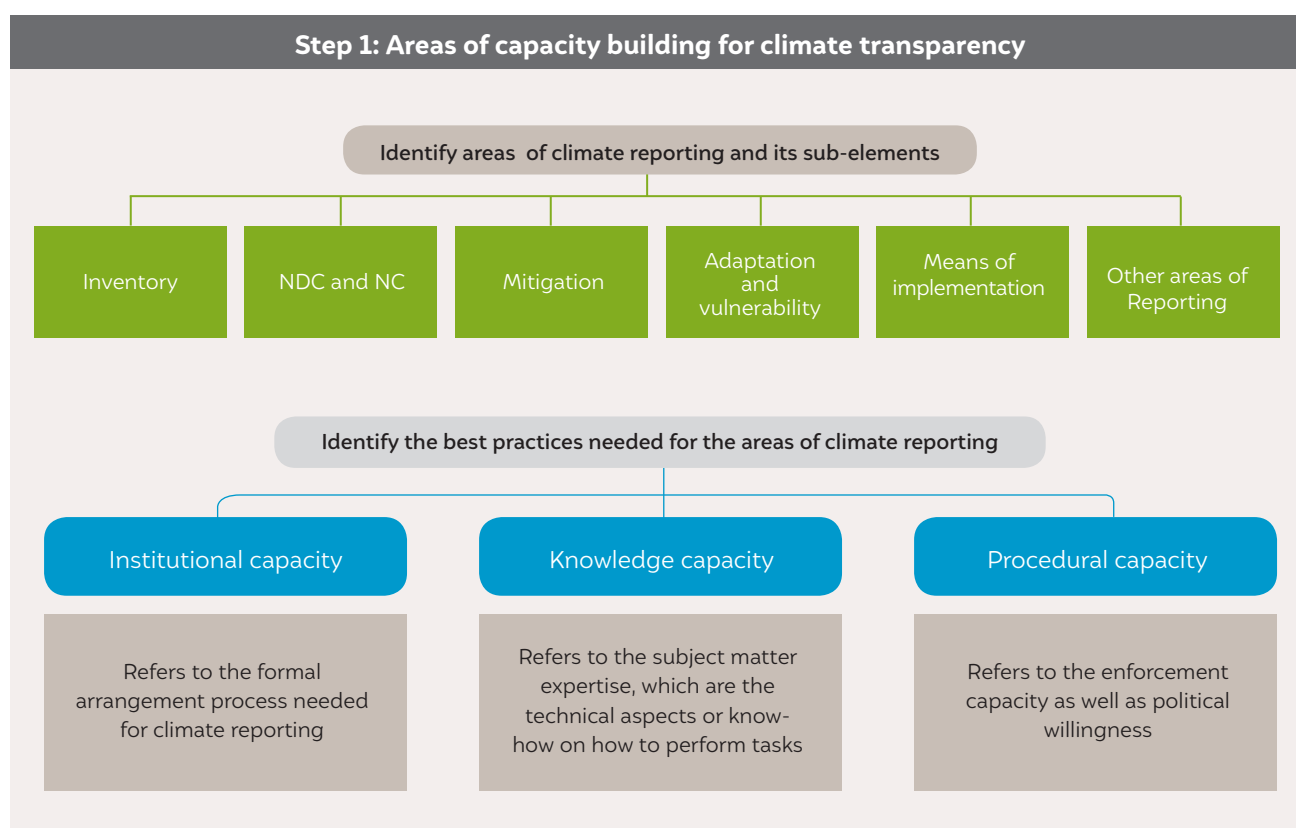 Step 1: Areas of capacity building for climate transparency
Identify areas of climate reporting and its sub-elements
Inventory
NDC and NC
Mitigation
Adaptation
and
vulnerability
Means of
implementation
Other areas of
Reporting
Identify the best practices needed for the areas of climate reporting
Institutional capacity
Knowledge capacity
Procedural capacity
Refers to the formal
arrangement process needed
for climate reporting
Refers to the subject matter
expertise, which are the
technical aspects or know-
how on how to perform tasks
Refers to the enforcement
capacity as well as political
willingness